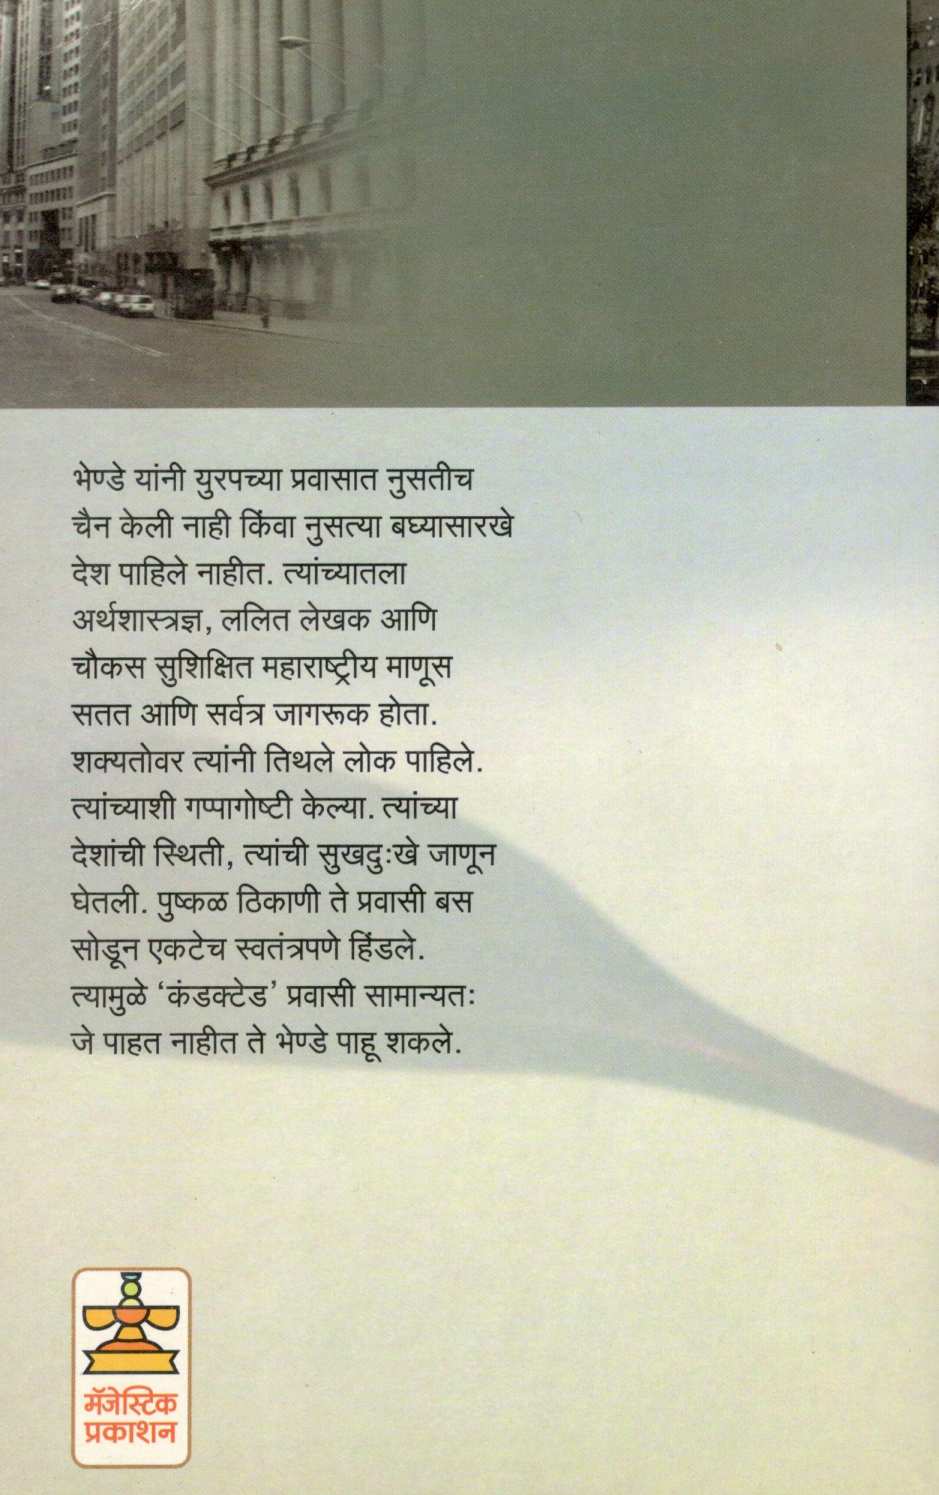 भेण्डे यांनी युरपच्या प्रवासात नुसतीच
चैन केली नाही किंवा नुसत्या बघ्यासारखे
देश पाहिले नाहीत. त्यांच्यातला
अर्थशास्त्रज्ञ, ललित लेखक आणि
चौकस सुशिक्षित महाराष्ट्रीय माणूस
सतत आणि सर्वत्र जागरूक होता.
शक्यतोवर त्यांनी तिथले लोक पाहिले.
त्यांच्याशी गप्पागोष्टी केल्या. त्यांच्या
देशांची स्थिती, त्यांची सुखदुःखे जाणून
घेतली. पुष्कळ ठिकाणी ते प्रवासी बस
सोडून एकटेच स्वतंत्रपणे हिंडले.
त्यामुळे ‘कंडक्टेड’ प्रवासी सामान्यतः
जे पाहत नाहीत ते भेण्डे पाहू शकले.
मॅजेस्टिक
प्रकाशन